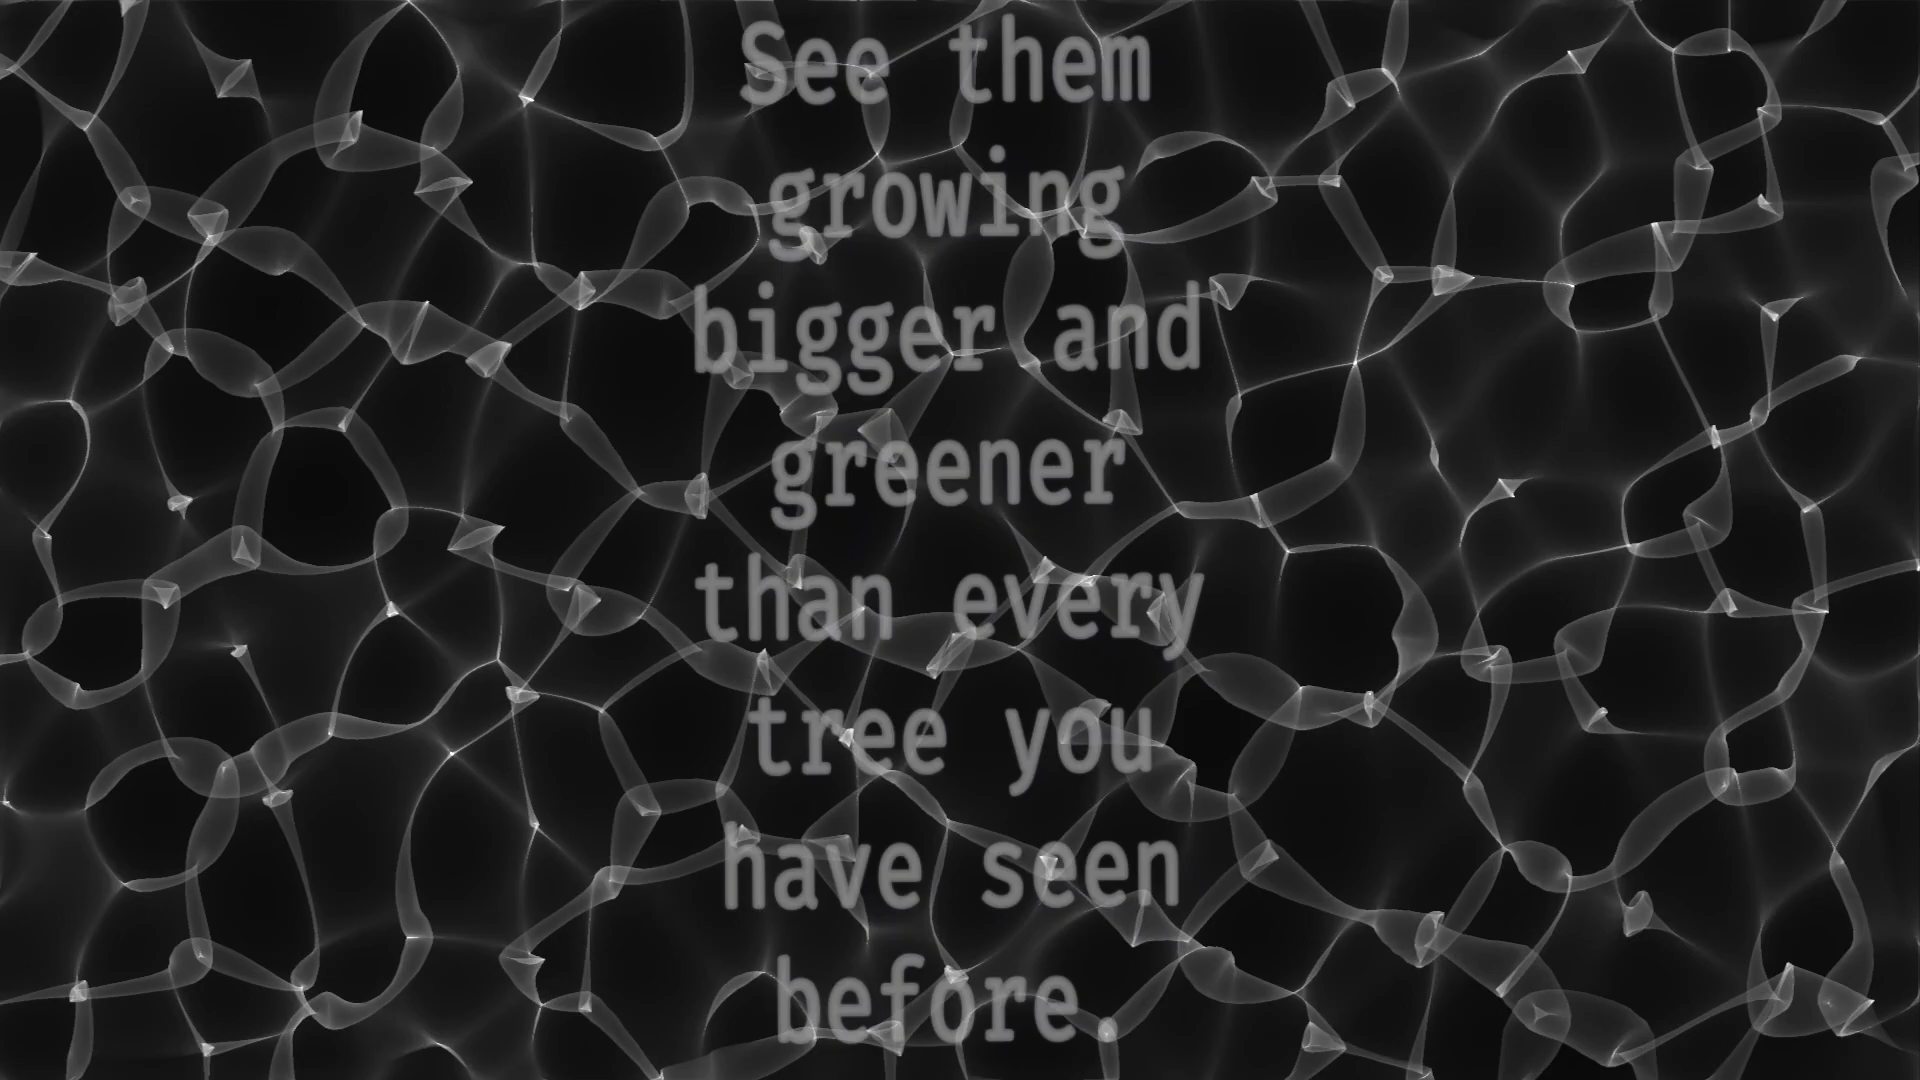 See them
growing
bigger and
greener
than every
tree you
have seen
before.